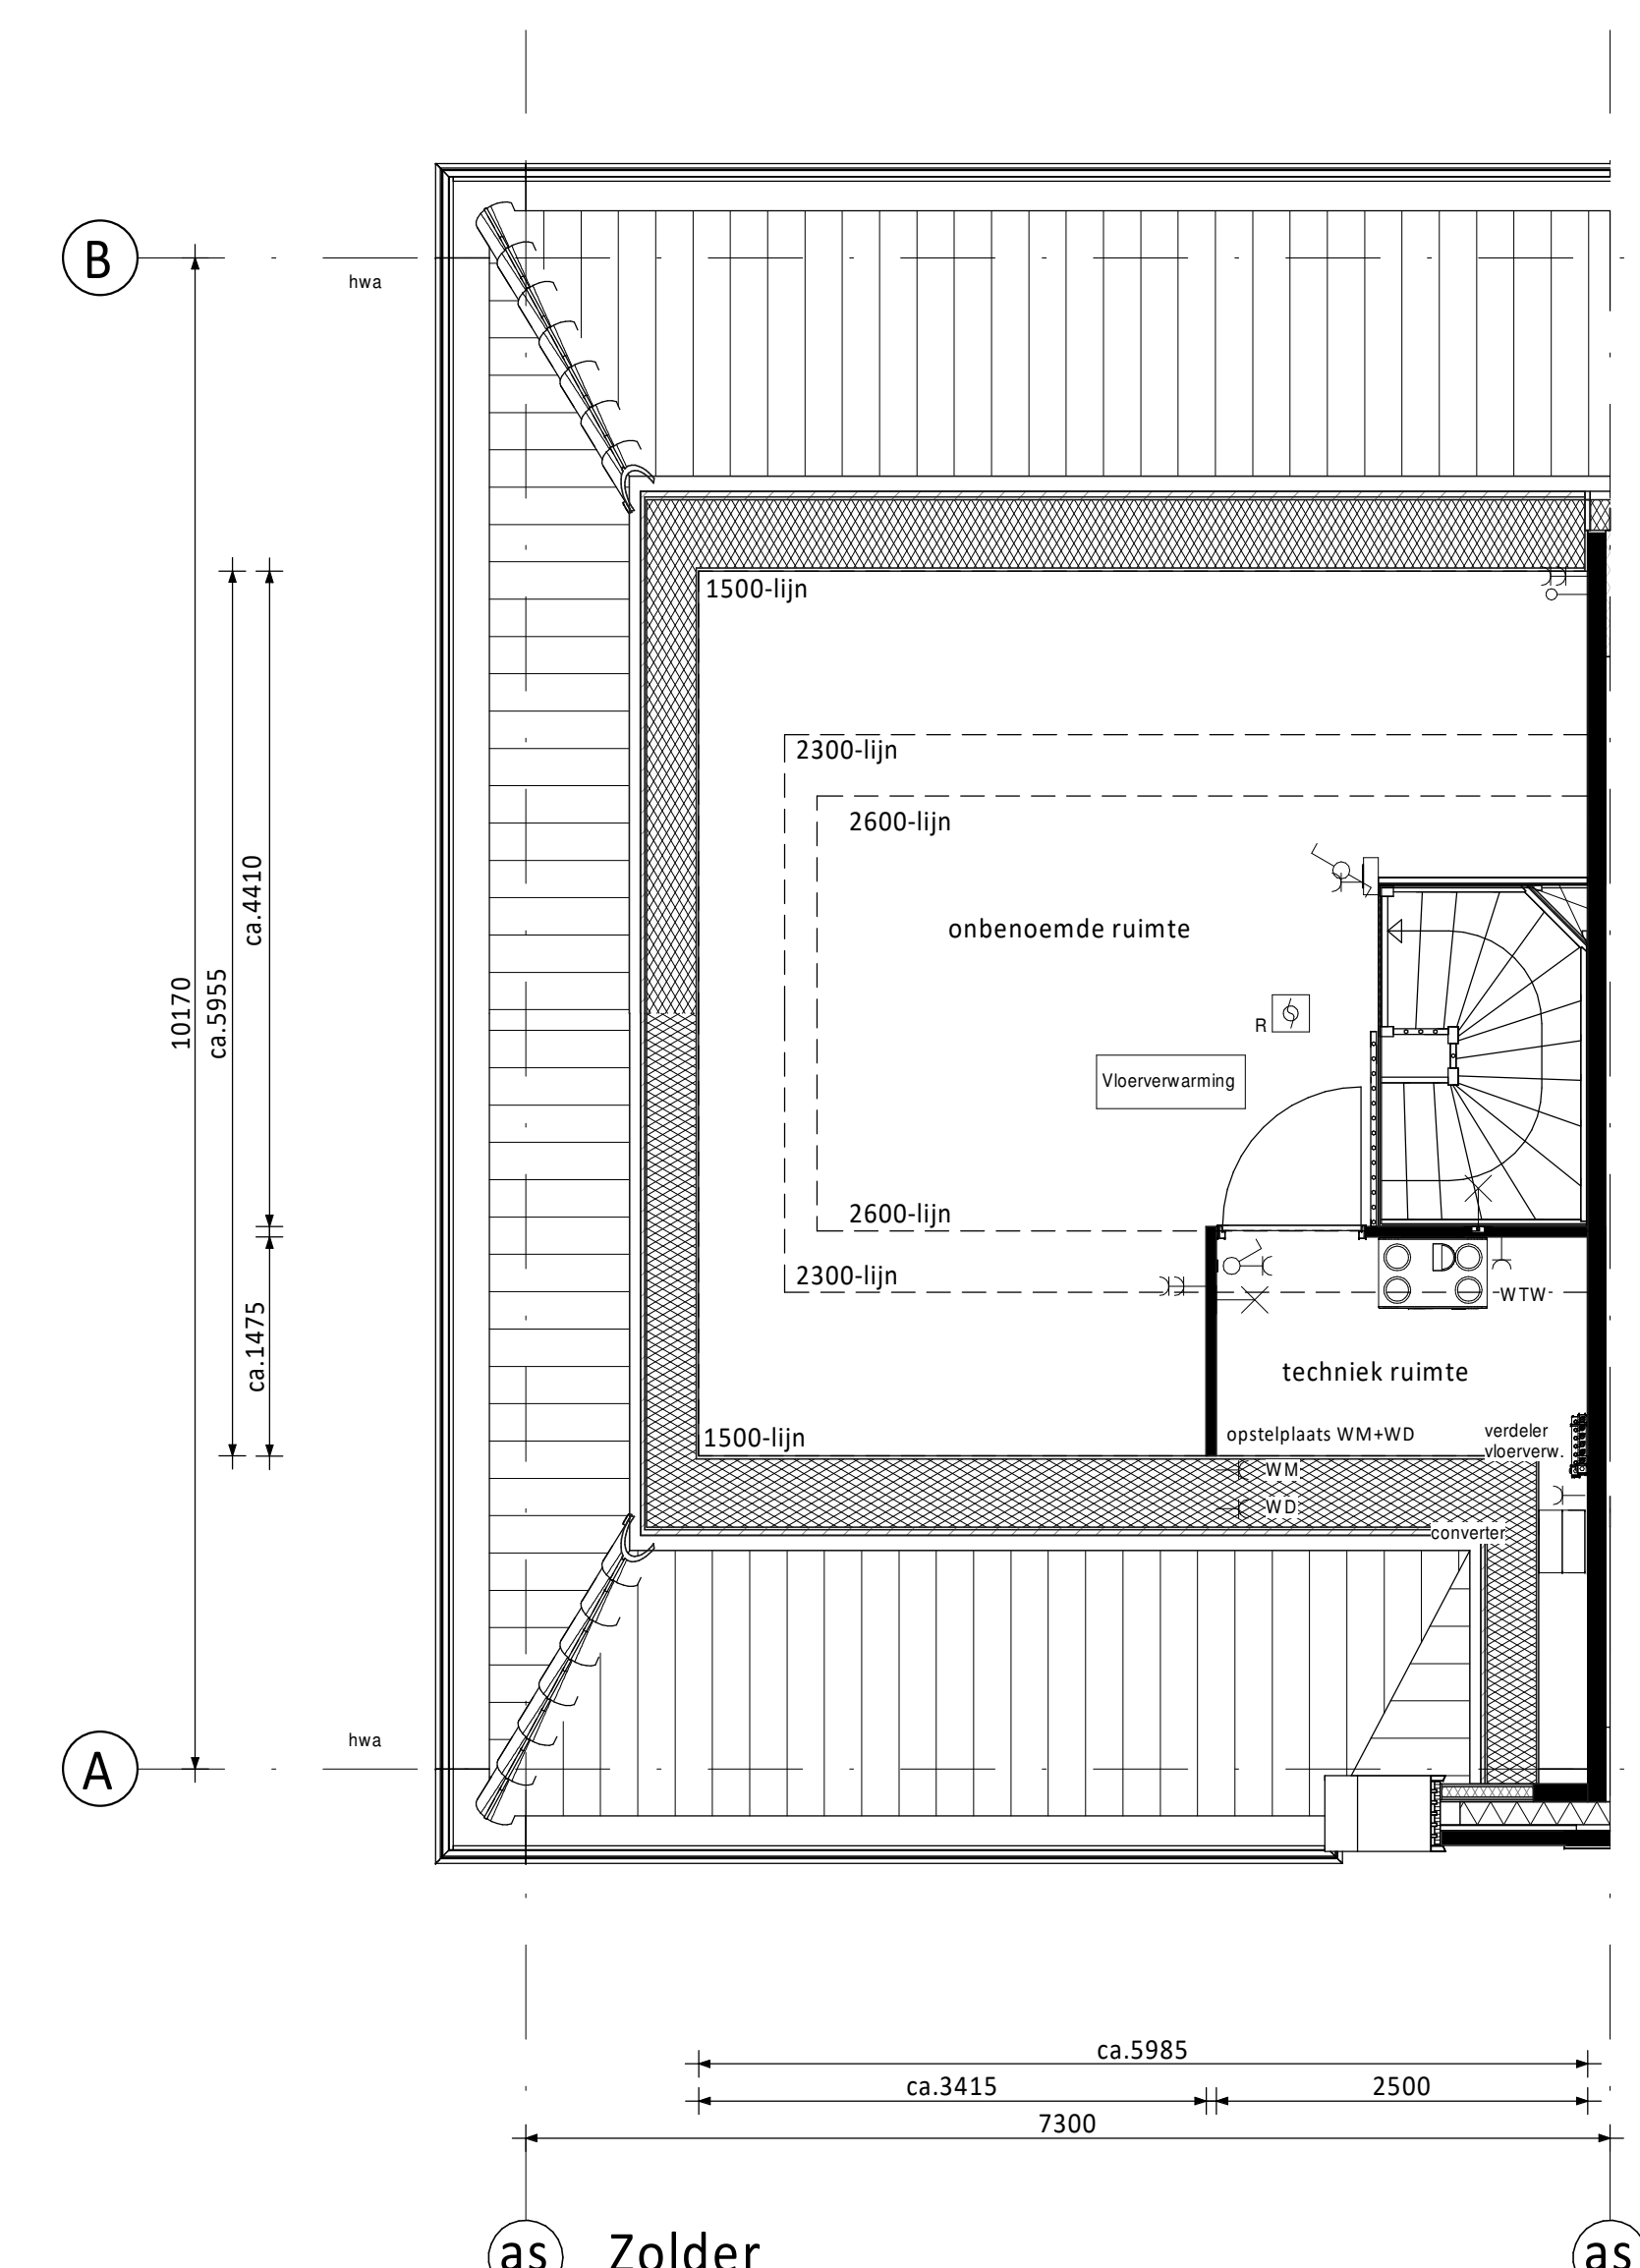 B
hwa
1500-lijn
2300-lijn
2600-lijn
ca.4410
onbenoemde ruimte
10170
ca.5955
R
Vloerverwarming
2600-lijn
2300-lijn
WTW
ca.1475
techniek ruimte
1500-lijn
opstelplaats WM+WD
verdeler
vloerverw.
WM
WD
converter
hwa
A
ca.5985
ca.3415
2500
7300
as
Zolder
as